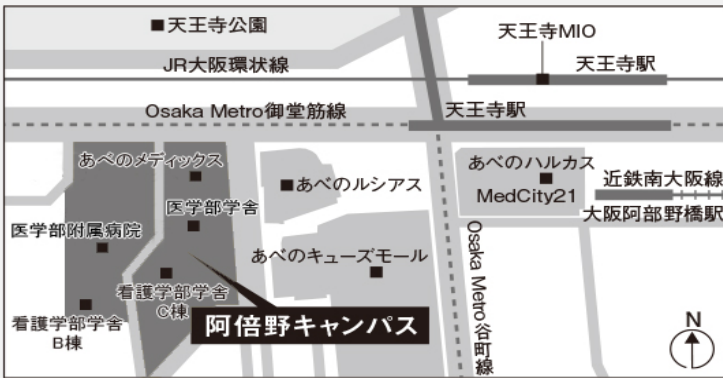 天王寺公園
天王寺MIO
JR大阪環状線
天王寺駅
Osaka Metro御堂筋線
天王寺駅
あべのメディックス
あべのルシアス
あべのハルカス
MedCity21
近鉄南大阪線
大阪阿部野橋駅
医学部学舎
医学部附属病院
あべのキューズモール
Osaka Metro谷町線
看護学部学舎
C棟
看護学部学舎
B棟
阿倍野キャンパス
N